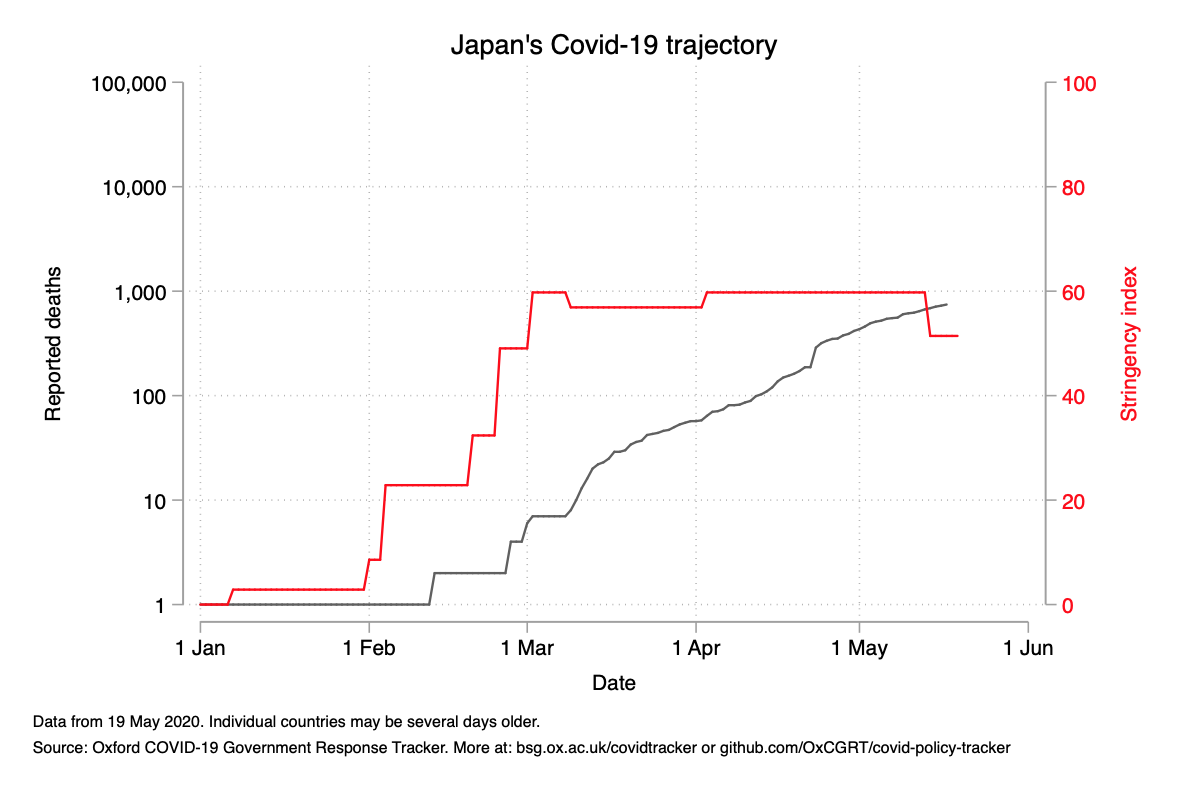 Japan's Covid-19 trajectory
100,000
10,000
1,000
100
10
1
Reported deaths
100
80
60
40
20
0
Stringency index
1 Jan
1 Feb
1 Mar
1 Apr
1 May
1 Jun
Date
Data from 19 May 2020. Individual countries may be several days older.
Source: Oxford COVID-19 Government Response Tracker. More at: bsg.ox.ac.uk/covidtracker or github.com/OxCGRT/covid-policy-tracker